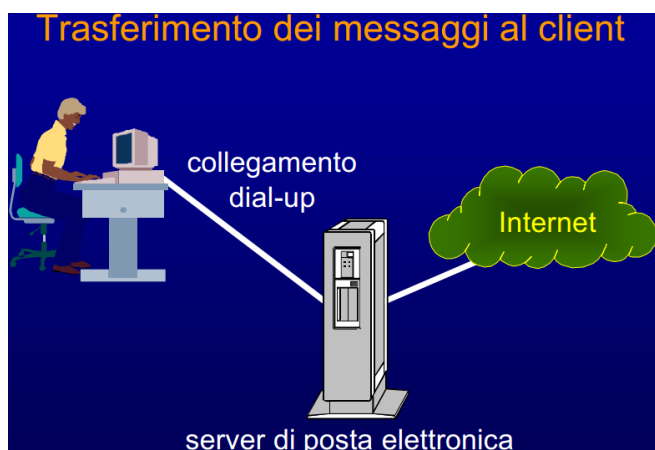 Trasferimento dei messaggi al client
collegamento
dial-up
Internet
server di posta elettronica